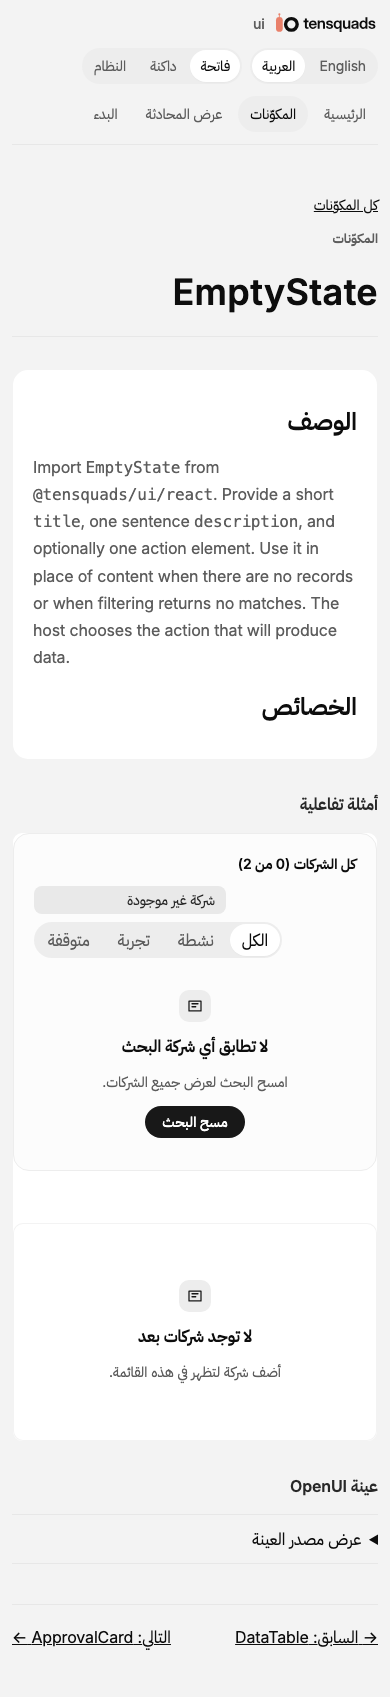 tensquads ui
English العربية فاتحة داكنة النظام
الرئيسية المكوّنات عرض المحادثة البدء
كل المكوّنات
المكوّنات
EmptyState
الوصف
Import EmptyState from
@tensquads/ui/react. Provide a short
title, one sentence description, and
optionally one action element. Use it in
place of content when there are no records
or when filtering returns no matches. The
host chooses the action that will produce
data.
الخصائص
أمثلة تفاعلية
كل الشركات (0 من 2)
شركة غير موجودة
الكل نشطة تجربة متوقفة
لا تطابق أي شركة البحث
امسح البحث لعرض جميع الشركات.
مسح البحث
لا توجد شركات بعد
أضف شركة لتظهر في هذه القائمة.
عينة OpenUI
عرض مصدر العينة
→ السابق: DataTable
التالي: ApprovalCard ←